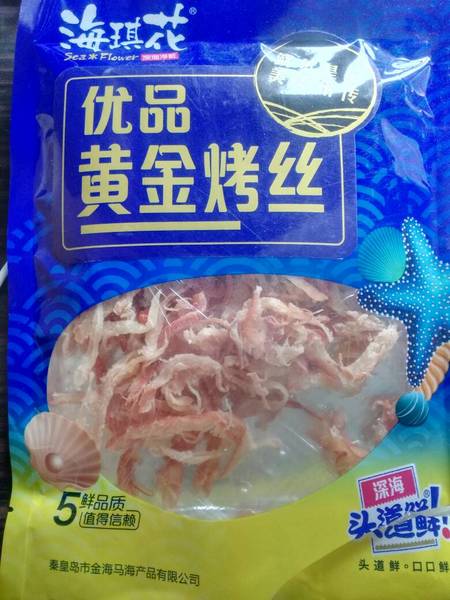 海琪花®
Sea Flower
优品
黄金烤丝
5鲜品质
值得信赖
深海
头道鲜!
头道鲜·口口鲜
秦皇岛市金海马海产品有限公司